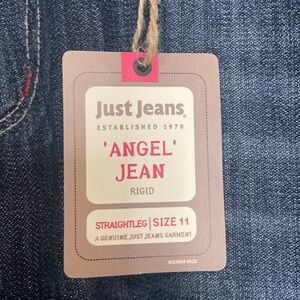 Just Jeans®
ESTABLISHED 1970
'ANGEL'
JEAN
RIGID
STRAIGHTLEG | SIZE 11
A GENUINE JUST JEANS GARMENT